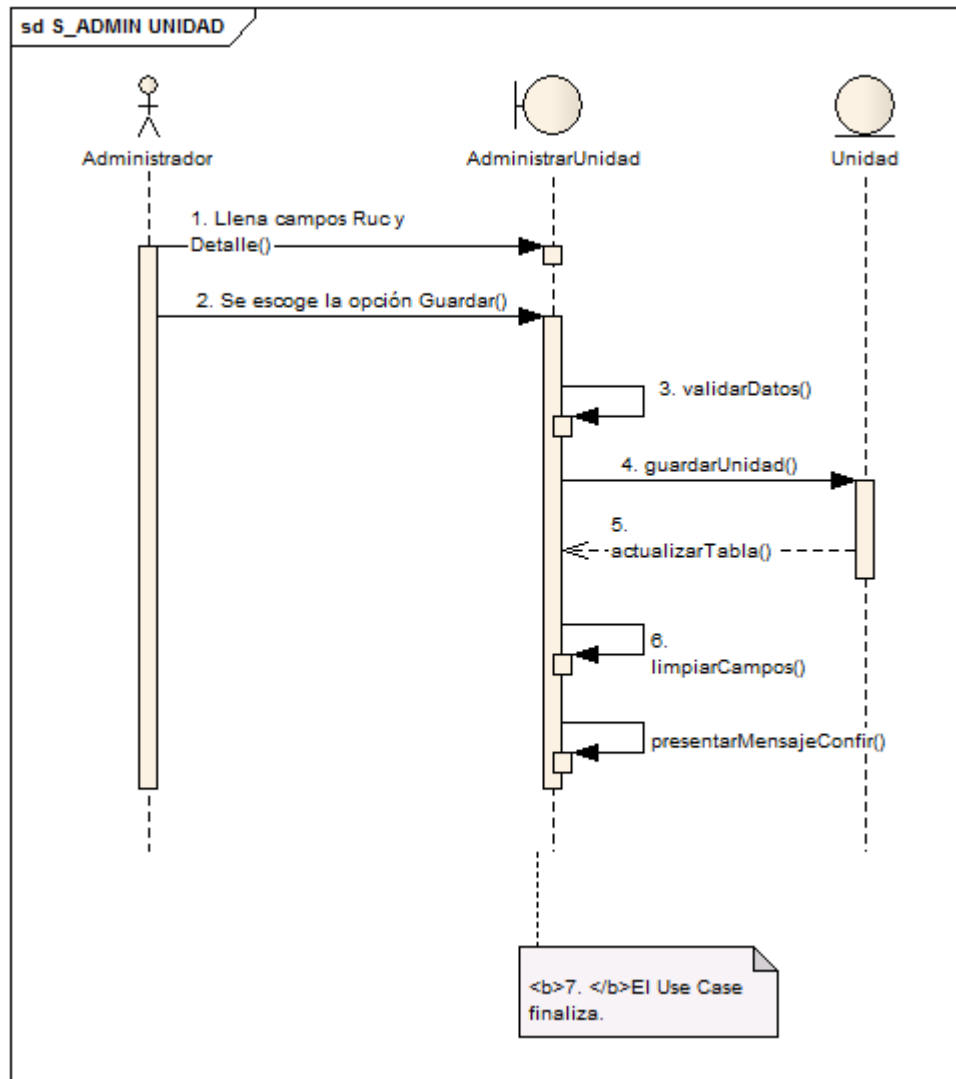 sd S_ADMIN UNIDAD
Administrador
AdministrarUnidad
Unidad
1. Llena campos Ruc y
Detalle()
2. Se escoge la opción Guardar()
3. validarDatos()
4. guardarUnidad()
5.
actualizarTabla()
6.
limpiarCampos()
presentarMensajeConfir()
<b>7. </b>El Use Case
finaliza.